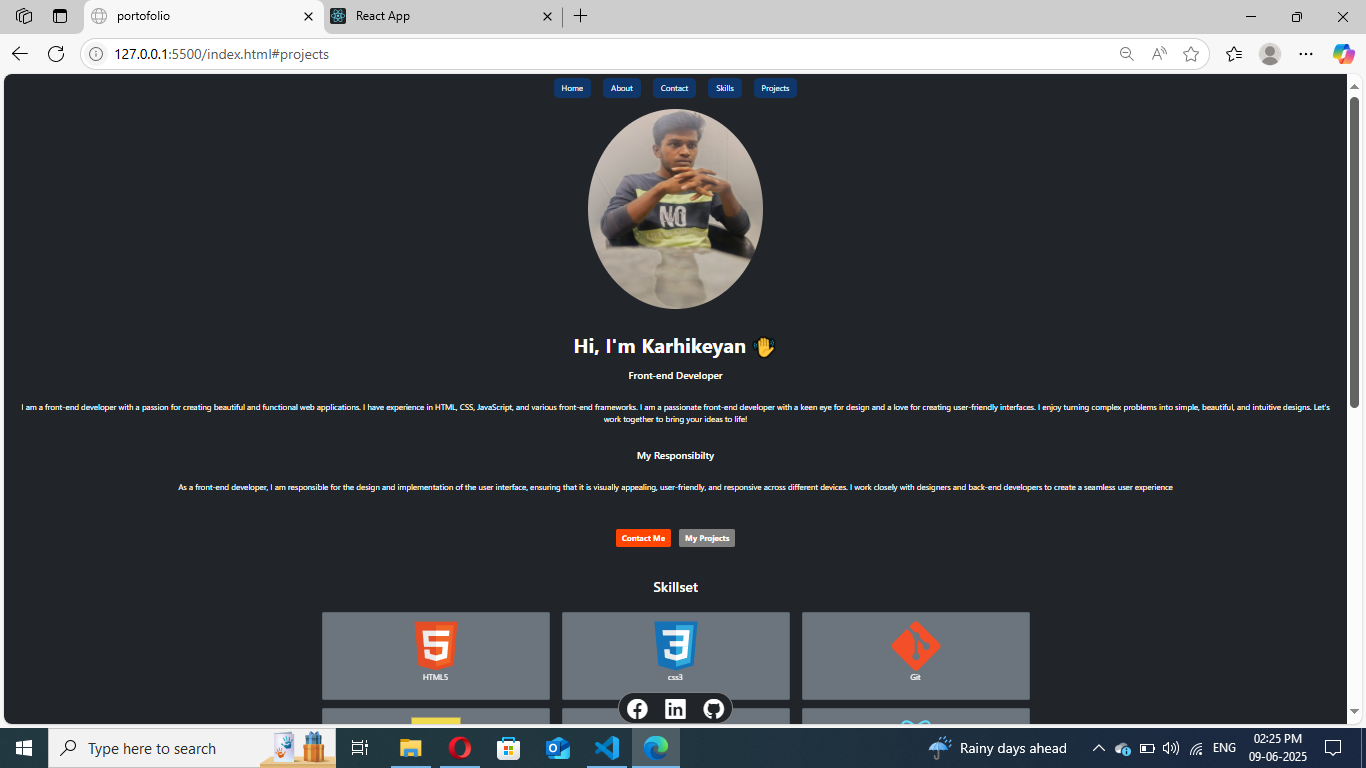 portofolio
React App
127.0.0.1:5500/index.html#projects
Home About Contact Skills Projects
NO
Hi, I'm Karhikeyan
Front-end Developer
I am a front-end developer with a passion for creating beautiful and functional web applications. I have experience in HTML, CSS, JavaScript, and various front-end frameworks. I am a passionate front-end developer with a keen eye for design and a love for creating user-friendly interfaces. I enjoy turning complex problems into simple, beautiful, and intuitive designs. Let's
work together to bring your ideas to life!
My Responsibilty
As a front-end developer, I am responsible for the design and implementation of the user interface, ensuring that it is visually appealing, user-friendly, and responsive across different devices. I work closely with designers and back-end developers to create a seamless user experience
Contact Me My Projects
Skillset
HTML5 css3 Git
Type here to search
Rainy days ahead
ENG
02:25 PM
09-06-2025